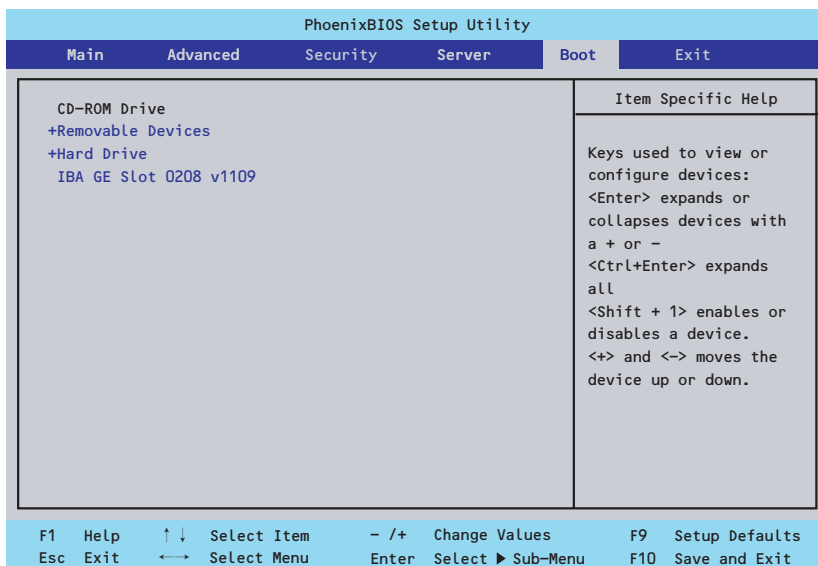 PhoenixBIOS Setup Utility
Main Advanced Security Server Boot Exit
CD-ROM Drive
+Removable Devices
+Hard Drive
IBA GE Slot 0208 v1109
Item Specific Help
Keys used to view or
configure devices:
<Enter> expands or
collapses devices with
a + or -
<Ctrl+Enter> expands
all
<Shift + 1> enables or
disables a device.
<+> and <-> moves the
device up or down.
F1 Help ↑↓ Select Item - /+ Change Values F9 Setup Defaults
Esc Exit ←→ Select Menu Enter Select ▶ Sub-Menu F10 Save and Exit